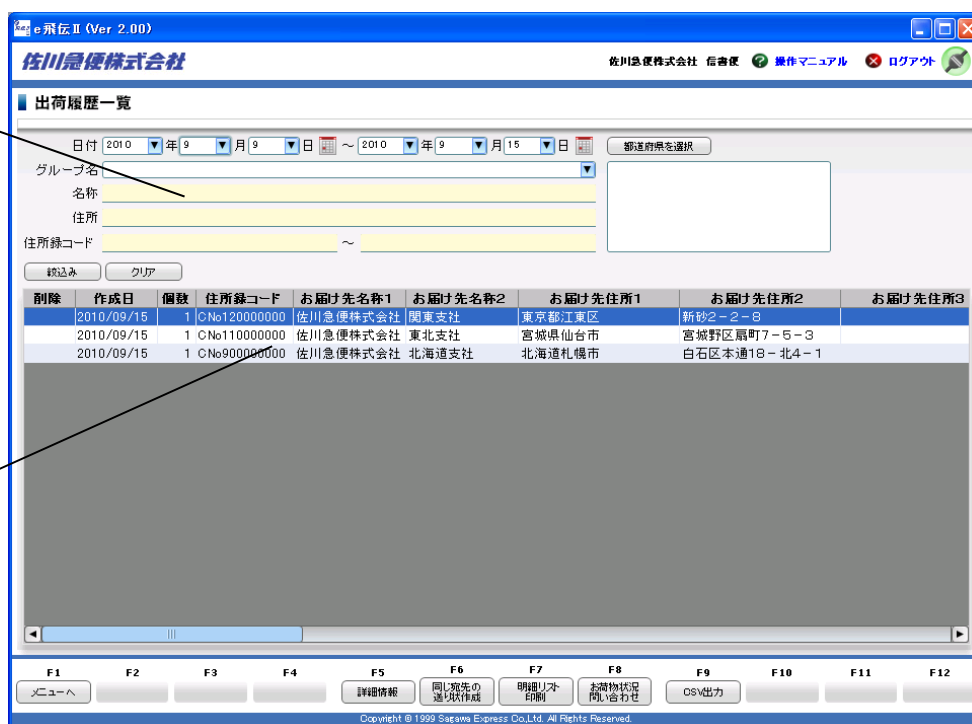 e飛伝Ⅱ (Ver 2.00)
佐川急便株式会社
佐川急便株式会社 信書便 操作マニュアル ログアウト
出荷履歴一覧
日付 2010 年 9 月 9 日 ～ 2010 年 9 月 15 日 都道府県を選択
グループ名
名称
住所
住所録コード ～
絞込み クリア
削除 作成日 個数 住所録コード お届け先名称1 お届け先名称2 お届け先住所1 お届け先住所2 お届け先住所3
2010/09/15 1 CNo120000000 佐川急便株式会社 関東支社 東京都江東区 新砂2－2－8
2010/09/15 1 CNo110000000 佐川急便株式会社 東北支社 宮城県仙台市 宮城野区扇町7－5－3
2010/09/15 1 CNo900000000 佐川急便株式会社 北海道支社 北海道札幌市 白石区本通18－北4－1
F1 F2 F3 F4 F5 F6 F7 F8 F9 F10 F11 F12
メニューへ 詳細情報 同じ宛先の送り状作成 明細リスト印刷 お荷物状況問い合わせ CSV出力
Copyright © 1999 Sagawa Express Co.,Ltd. All Rights Reserved.